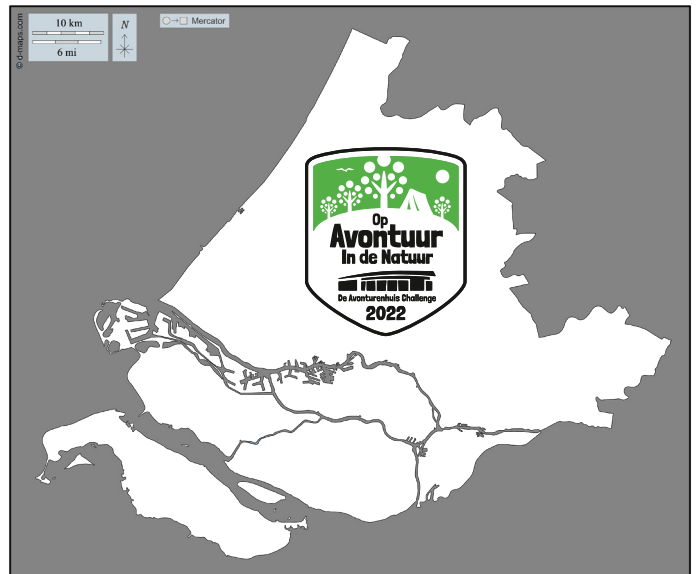 10 km
6 mi
N
Mercator
© d-maps.com
Op
Avontuur
In de Natuur
De Avonturenhuis Challenge
2022